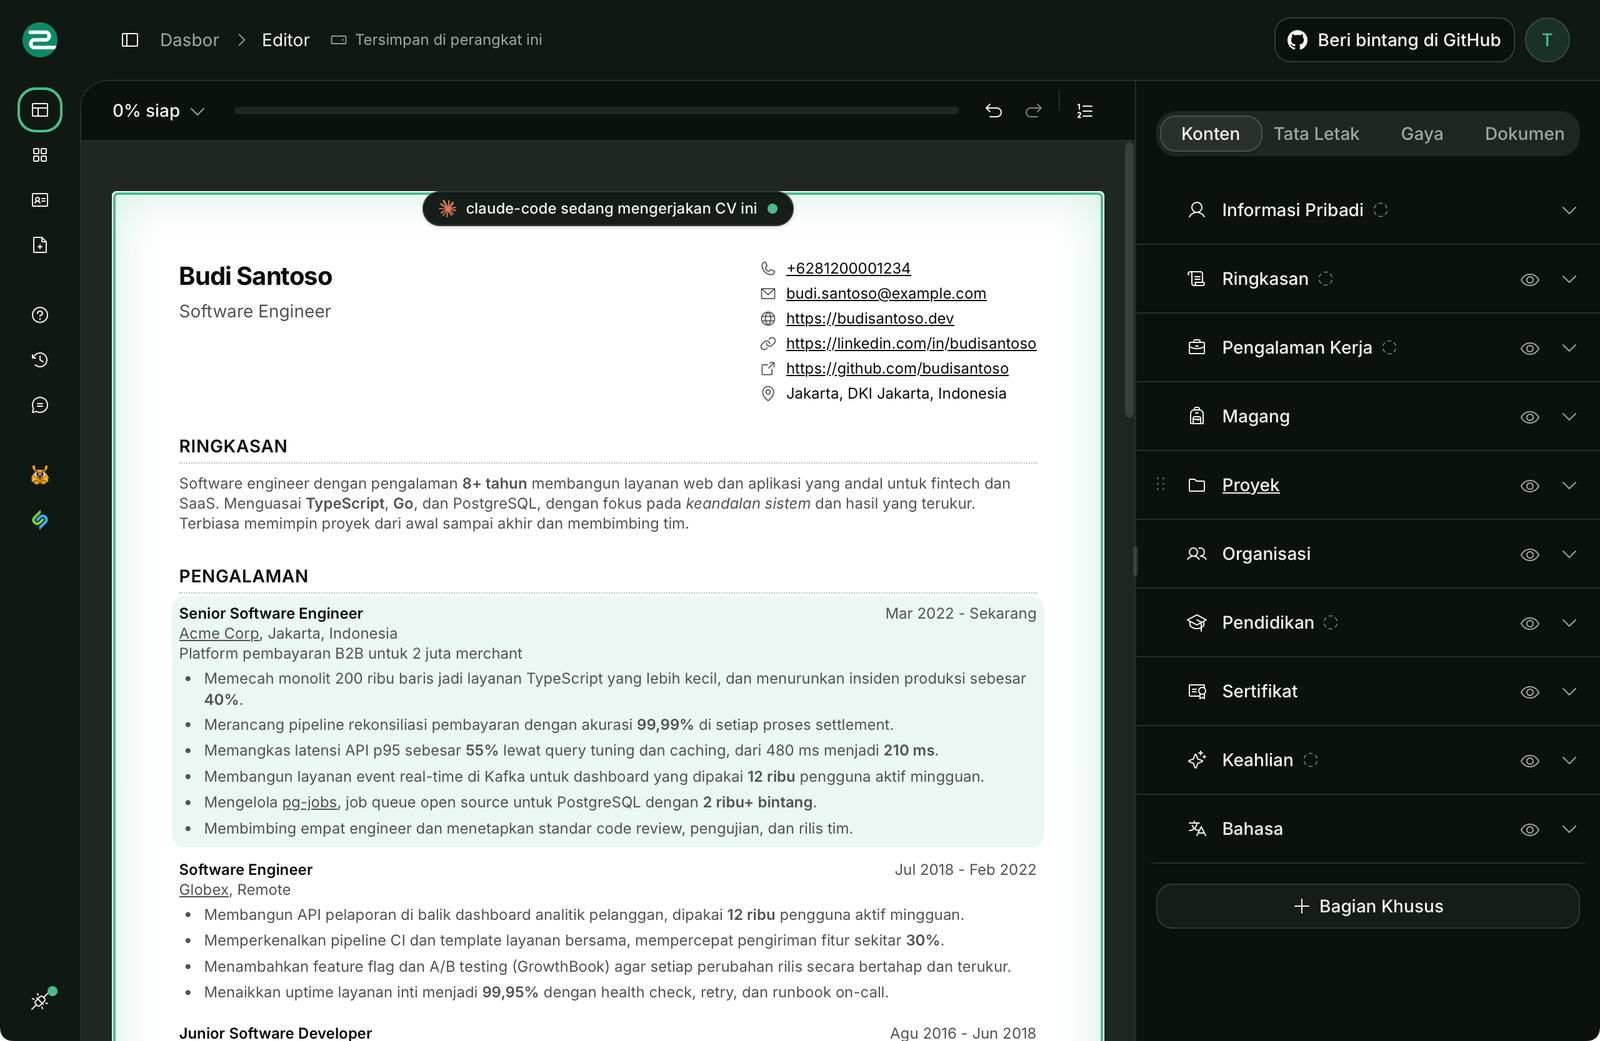 Dasbor
Editor
Tersimpan di perangkat ini
Beri bintang di GitHub
T
0% siap
claude-code sedang mengerjakan CV ini
Budi Santoso
Software Engineer
+6281200001234
budi.santoso@example.com
https://budisantoso.dev
https://linkedin.com/in/budisantoso
https://github.com/budisantoso
Jakarta, DKI Jakarta, Indonesia
RINGKASAN
Software engineer dengan pengalaman 8+ tahun membangun layanan web dan aplikasi yang andal untuk fintech dan
SaaS. Menguasai TypeScript, Go, dan PostgreSQL, dengan fokus pada keandalan sistem dan hasil yang terukur.
Terbiasa memimpin proyek dari awal sampai akhir dan membimbing tim.
PENGALAMAN
Senior Software Engineer Mar 2022 - Sekarang
Acme Corp, Jakarta, Indonesia
Platform pembayaran B2B untuk 2 juta merchant
• Memecah monolit 200 ribu baris jadi layanan TypeScript yang lebih kecil, dan menurunkan insiden produksi sebesar
40%.
• Merancang pipeline rekonsiliasi pembayaran dengan akurasi 99,99% di setiap proses settlement.
• Memangkas latensi API p95 sebesar 55% lewat query tuning dan caching, dari 480 ms menjadi 210 ms.
• Membangun layanan event real-time di Kafka untuk dashboard yang dipakai 12 ribu pengguna aktif mingguan.
• Mengelola pg-jobs, job queue open source untuk PostgreSQL dengan 2 ribu+ bintang.
• Membimbing empat engineer dan menetapkan standar code review, pengujian, dan rilis tim.
Software Engineer Jul 2018 - Feb 2022
Globex, Remote
• Membangun API pelaporan di balik dashboard analitik pelanggan, dipakai 12 ribu pengguna aktif mingguan.
• Memperkenalkan pipeline CI dan template layanan bersama, mempercepat pengiriman fitur sekitar 30%.
• Menambahkan feature flag dan A/B testing (GrowthBook) agar setiap perubahan rilis secara bertahap dan terukur.
• Menaikkan uptime layanan inti menjadi 99,95% dengan health check, retry, dan runbook on-call.
Junior Software Developer Agu 2016 - Jun 2018
Konten
Tata Letak
Gaya
Dokumen
Informasi Pribadi
Ringkasan
Pengalaman Kerja
Magang
Proyek
Organisasi
Pendidikan
Sertifikat
Keahlian
Bahasa
Bagian Khusus